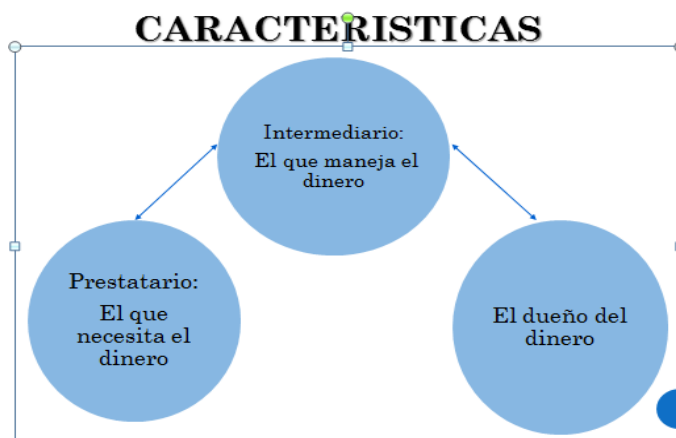 CARACTERISTICAS
Intermediario:
El que maneja el
dinero
Prestatario:
El que
necesita el
dinero
El dueño del
dinero